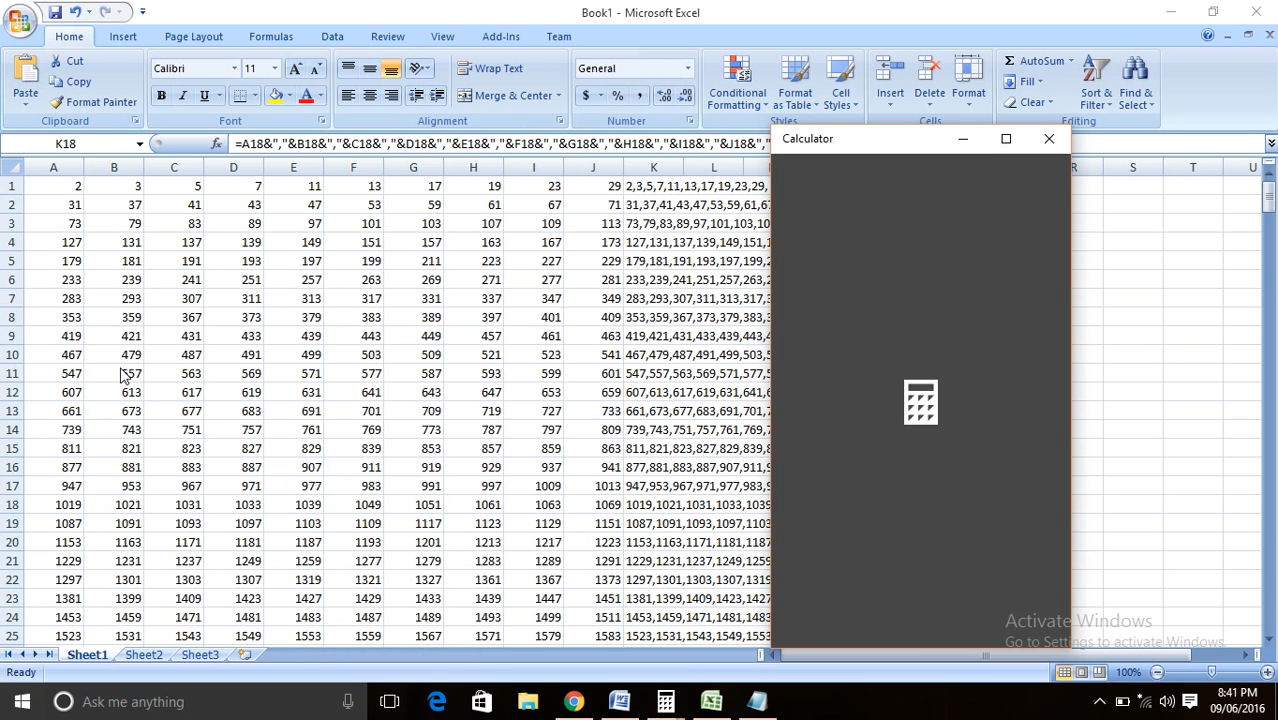 Book1 - Microsoft Excel
Home Insert Page Layout Formulas Data Review View Add-Ins Team
Paste Cut Copy Format Painter
Calibri 11
B I U
Wrap Text
Merge & Center
General
$ % ,
Conditional Formatting Format as Table Cell Styles
Insert Delete Format
Σ AutoSum Fill Clear
Sort & Filter Find & Select
Clipboard Font Alignment Number Styles Cells Editing
K18 fx =A18&","&B18&","&C18&","&D18&","&E18&","&F18&","&G18&","&H18&","&I18&","&J18&","
Calculator
A B C D E F G H I J K L R S T U
1 2 3 5 7 11 13 17 19 23 29 2,3,5,7,11,13,17,19,23,29,
2 31 37 41 43 47 53 59 61 67 71 31,37,41,43,47,53,59,61,67
3 73 79 83 89 97 101 103 107 109 113 73,79,83,89,97,101,103,10
4 127 131 137 139 149 151 157 163 167 173 127,131,137,139,149,151,1
5 179 181 191 193 197 199 211 223 227 229 179,181,191,193,197,199,2
6 233 239 241 251 257 263 269 271 277 281 233,239,241,251,257,263,2
7 283 293 307 311 313 317 331 337 347 349 283,293,307,311,313,317,3
8 353 359 367 373 379 383 389 397 401 409 353,359,367,373,379,383,3
9 419 421 431 433 439 443 449 457 461 463 419,421,431,433,439,443,4
10 467 479 487 491 499 503 509 521 523 541 467,479,487,491,499,503,5
11 547 557 563 569 571 577 587 593 599 601 547,557,563,569,571,577,5
12 607 613 617 619 631 641 643 647 653 659 607,613,617,619,631,641,6
13 661 673 677 683 691 701 709 719 727 733 661,673,677,683,691,701,7
14 739 743 751 757 761 769 773 787 797 809 739,743,751,757,761,769,7
15 811 821 823 827 829 839 853 857 859 863 811,821,823,827,829,839,8
16 877 881 883 887 907 911 919 929 937 941 877,881,883,887,907,911,9
17 947 953 967 971 977 983 991 997 1009 1013 947,953,967,971,977,983,9
18 1019 1021 1031 1033 1039 1049 1051 1061 1063 1069 1019,1021,1031,1033,1039
19 1087 1091 1093 1097 1103 1109 1117 1123 1129 1151 1087,1091,1093,1097,1103
20 1153 1163 1171 1181 1187 1193 1201 1213 1217 1223 1153,1163,1171,1181,1187
21 1229 1231 1237 1249 1259 1277 1279 1283 1289 1291 1229,1231,1237,1249,1259
22 1297 1301 1303 1307 1319 1321 1327 1361 1367 1373 1297,1301,1303,1307,1319
23 1381 1399 1409 1423 1427 1429 1433 1439 1447 1451 1381,1399,1409,1423,1427
24 1453 1459 1471 1481 1483 1487 1489 1493 1499 1511 1453,1459,1471,1481,1483
25 1523 1531 1543 1549 1553 1559 1567 1571 1579 1583 1523,1531,1543,1549,1553
Activate Windows
Go to Settings to activate Windows.
Sheet1 Sheet2 Sheet3
Ready 100%
Ask me anything
8:41 PM
09/06/2016